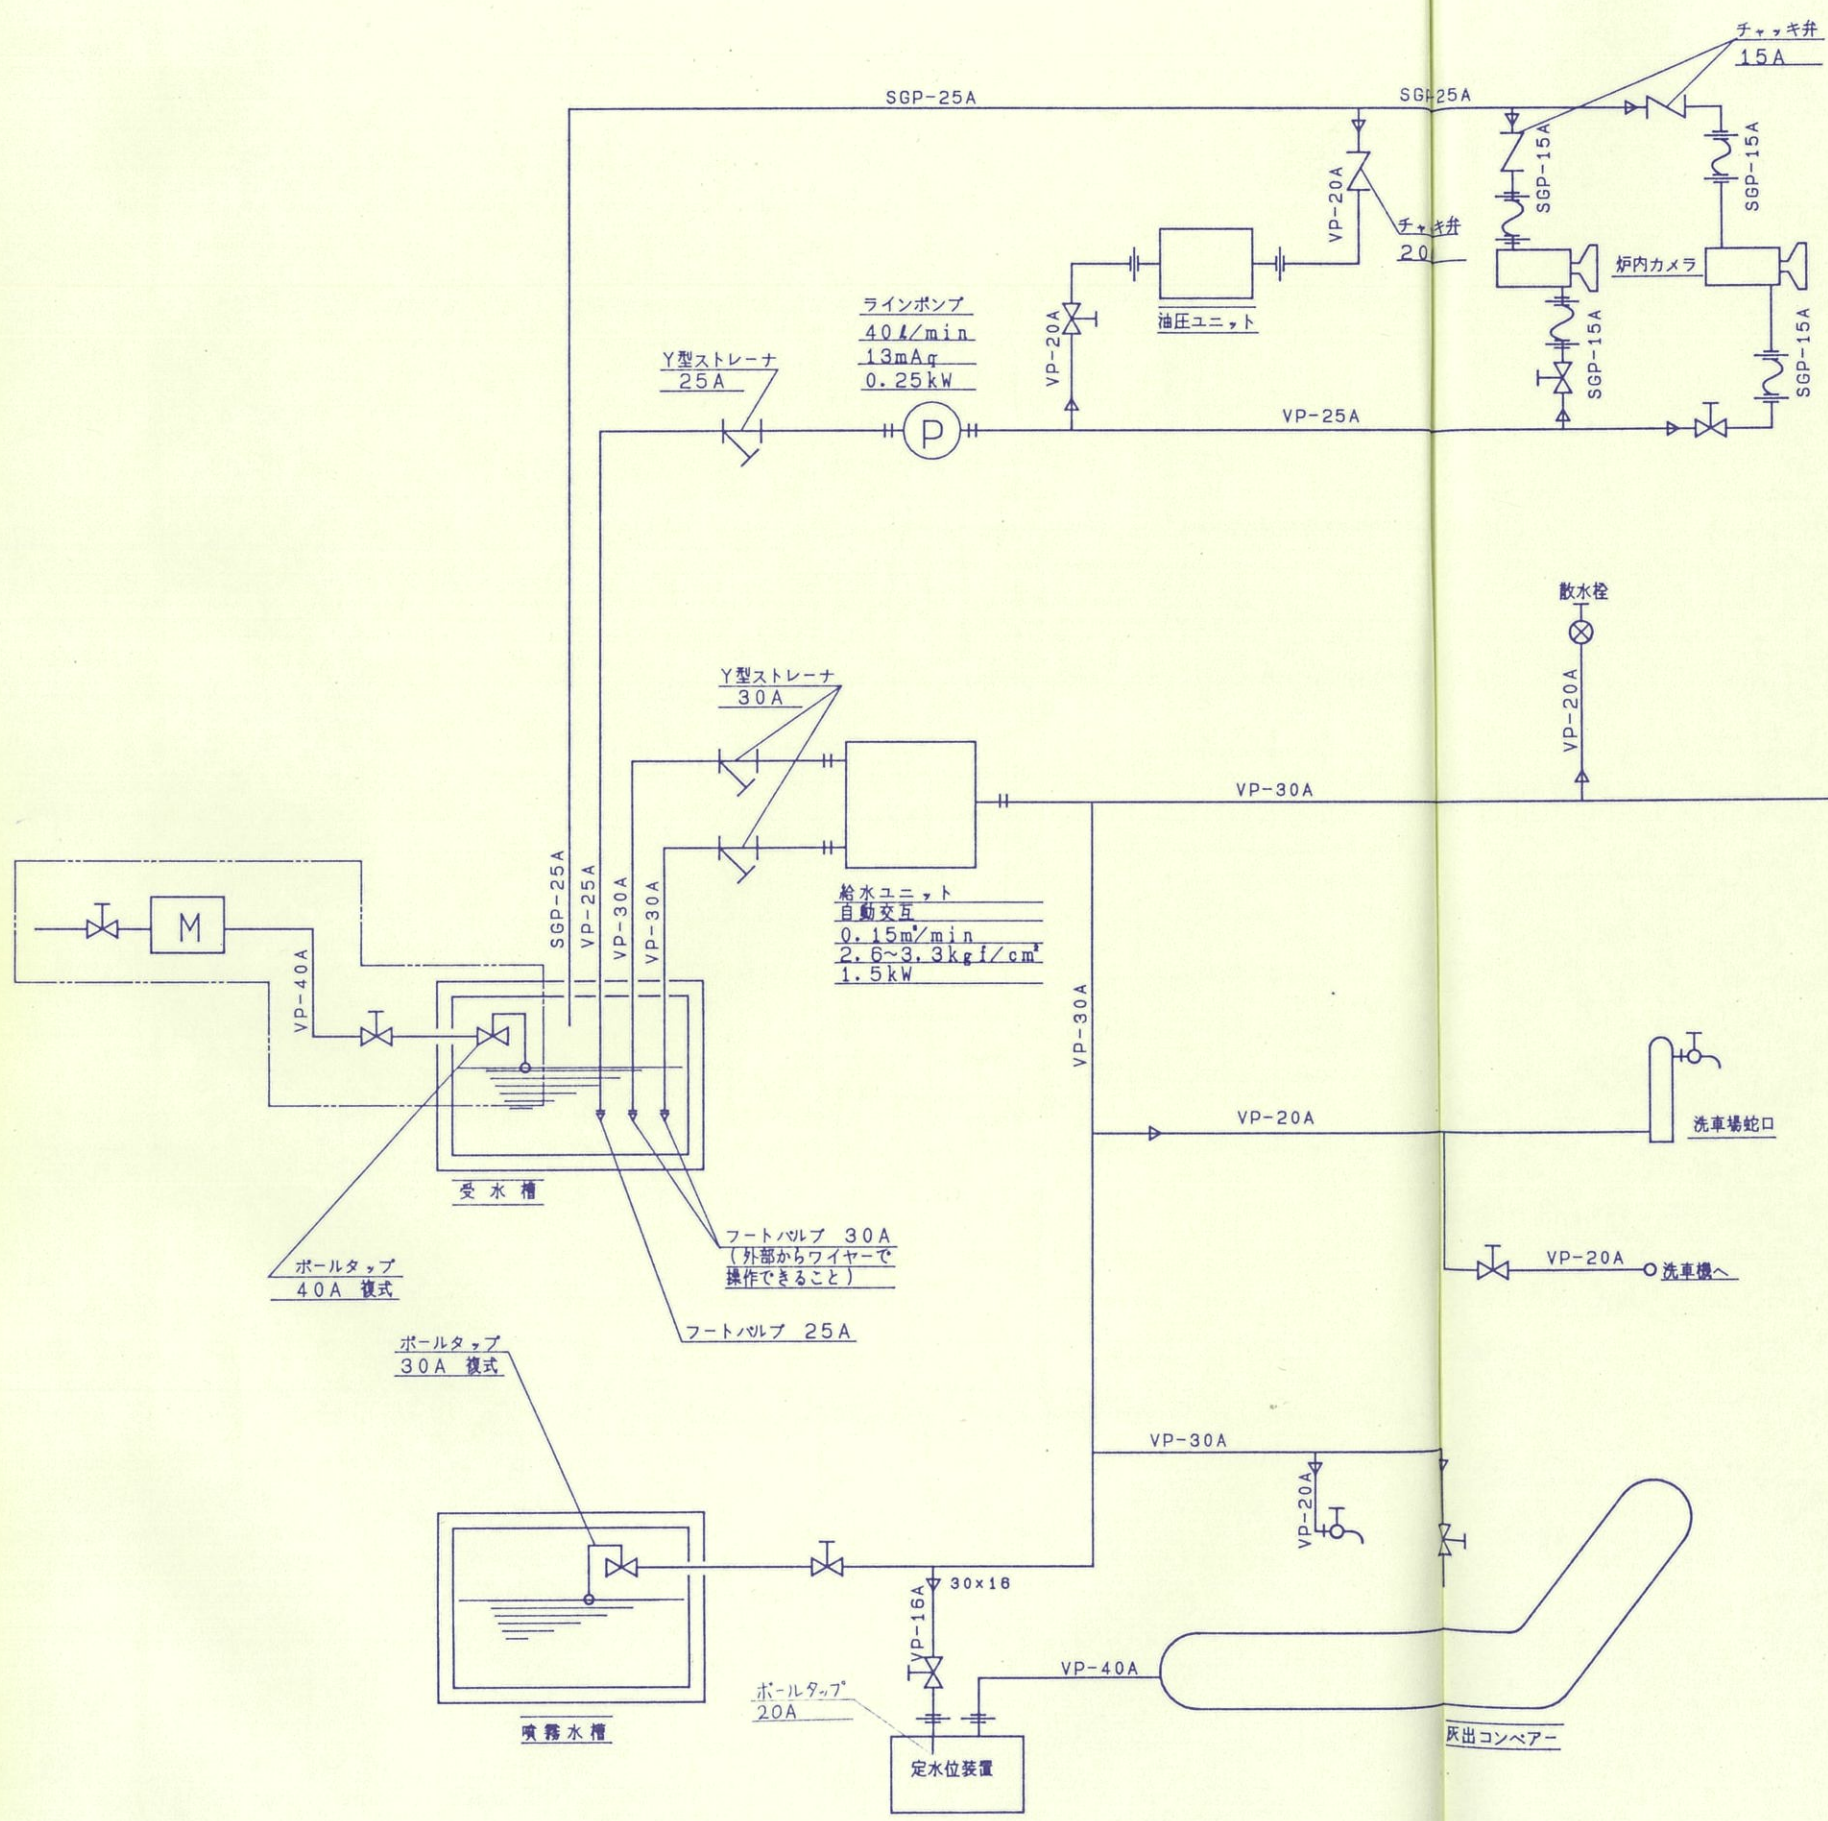 チャッキ弁
15A
SGP-25A
SGP-25A
SGP-15A
SGP-15A
VP-20A
チャッキ弁
20
炉内カメラ
ラインポンプ
40ℓ/min
13mAq
0.25kW
VP-20A
油圧ユニット
SGP-15A
SGP-15A
Y型ストレーナ
25A
P
VP-25A
散水栓
VP-20A
Y型ストレーナ
30A
VP-30A
SGP-25A
VP-25A
VP-30A
VP-30A
給水ユニット
自動交互
0.15m³/min
2.6~3.3kgf/cm²
1.5kW
M
VP-40A
VP-30A
VP-20A
洗車場蛇口
受水槽
フートバルブ 30A
(外部からワイヤーで
操作できること)
VP-20A
洗車機へ
ボールタップ
40A 複式
フートバルブ 25A
ボールタップ
30A 複式
VP-30A
VP-20A
30×16
VP-16A
VP-40A
ボールタップ
20A
噴霧水槽
灰出コンベアー
定水位装置